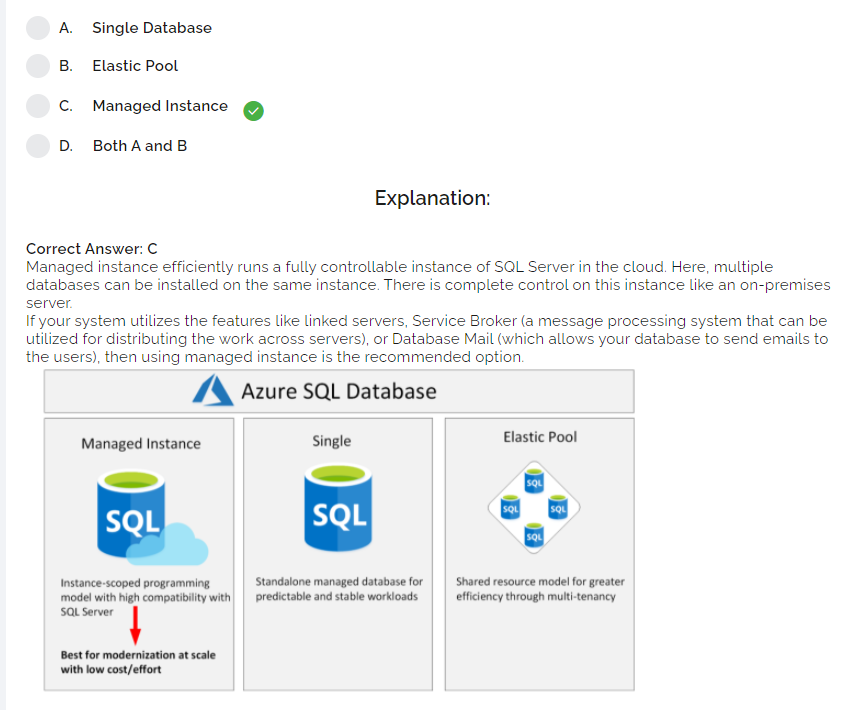 A. Single Database
B. Elastic Pool
C. Managed Instance
D. Both A and B
Explanation:
Correct Answer: C
Managed instance efficiently runs a fully controllable instance of SQL Server in the cloud. Here, multiple
databases can be installed on the same instance. There is complete control on this instance like an on-premises
server.
If your system utilizes the features like linked servers, Service Broker (a message processing system that can be
utilized for distributing the work across servers), or Database Mail (which allows your database to send emails to
the users), then using managed instance is the recommended option.
Azure SQL Database
Managed Instance
SQL
Instance-scoped programming
model with high compatibility with
SQL Server
Best for modernization at scale
with low cost/effort
Single
SQL
Standalone managed database for
predictable and stable workloads
Elastic Pool
SQL
SQL SQL
SQL
Shared resource model for greater
efficiency through multi-tenancy